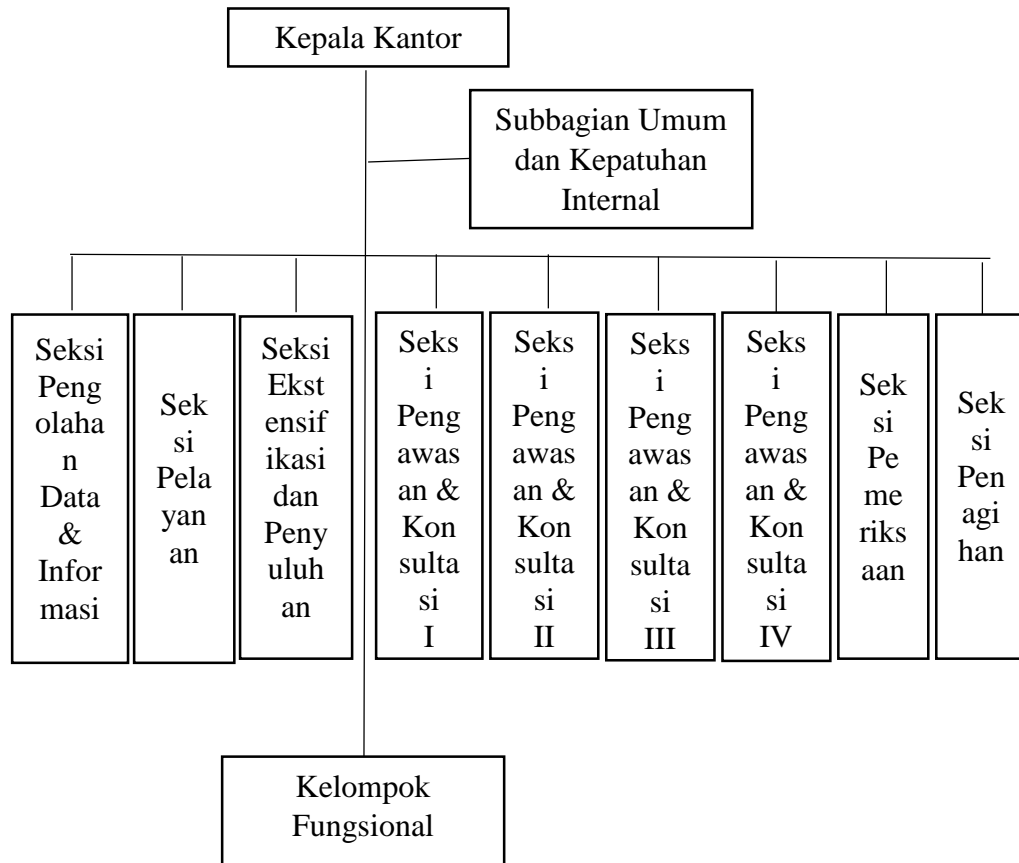 Kepala Kantor
Subbagian Umum
dan Kepatuhan
Internal
Seksi
Peng
olaha
n
Data
&
Infor
masi
Sek
si
Pela
yan
an
Seksi
Ekst
ensif
ikasi
dan
Peny
uluh
an
Seks
i
Peng
awas
an &
Kon
sulta
si
I
Seks
i
Peng
awas
an &
Kon
sulta
si
II
Seks
i
Peng
awas
an &
Kon
sulta
si
III
Seks
i
Peng
awas
an &
Kon
sulta
si
IV
Sek
si
Pe
me
riks
aan
Sek
si
Pen
agi
han
Kelompok
Fungsional